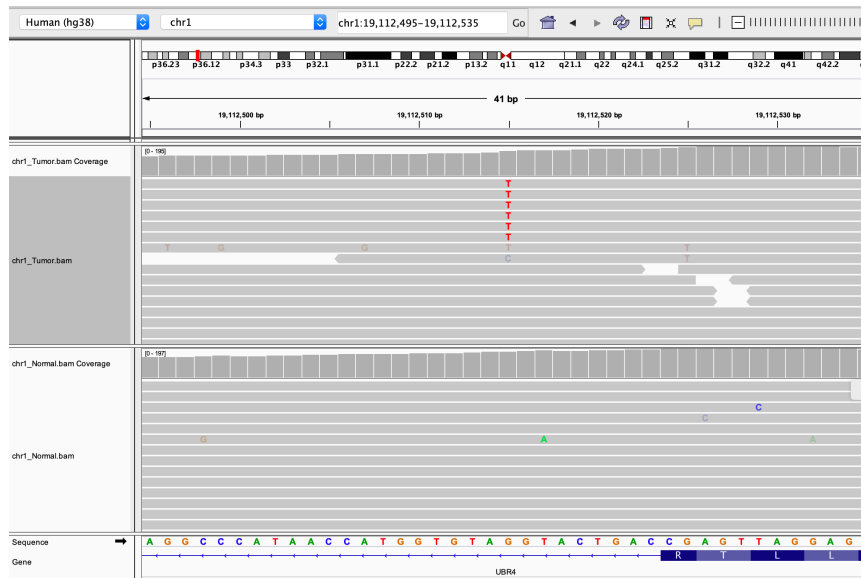 Human (hg38) chr1 chr1:19,112,495-19,112,535 Go
p36.23 p36.12 p34.3 p33 p32.1 p31.1 p22.2 p21.2 p13.2 q11 q12 q21.1 q22 q24.1 q25.2 q31.2 q32.2 q41 q42.2
41 bp
19,112,500 bp 19,112,510 bp 19,112,520 bp 19,112,530 bp
chr1_Tumor.bam Coverage
[0 - 195]
T
T
T
T
T
T
T G G T T
C T
chr1_Tumor.bam
chr1_Normal.bam Coverage
[0 - 197]
C
C
G A A
chr1_Normal.bam
Sequence A G G C C C A T A A C C A T G G T G T A G G T A C T G A C C G A G T T A G G A G
Gene R T L L
UBR4